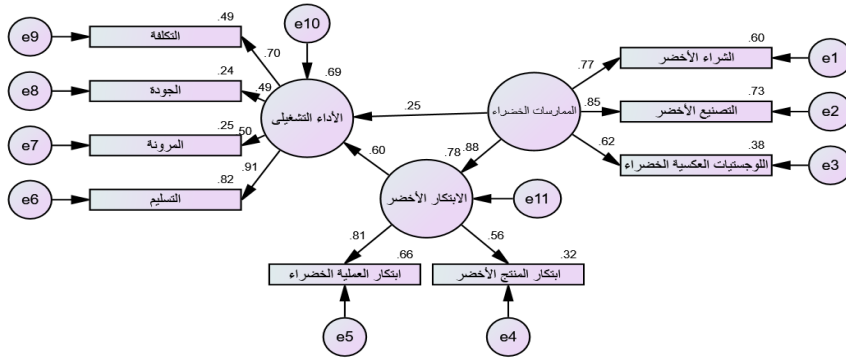 e10
.49
التكلفة
e9
.70
.69
.60
الشراء الأخضر
e1
.77
.24
الجودة
e8
.49
الأداء التشغيلى
.25
الممارسات الخضراء
.85
.73
التصنيع الأخضر
e2
.25
المرونة
e7
.50
.62
.38
اللوجستيات العكسية الخضراء
e3
.91
.82
التسليم
e6
.60
.78
.88
الابتكار الأخضر
e11
.81
.56
.66
ابتكار العملية الخضراء
.32
ابتكار المنتج الأخضر
e5
e4